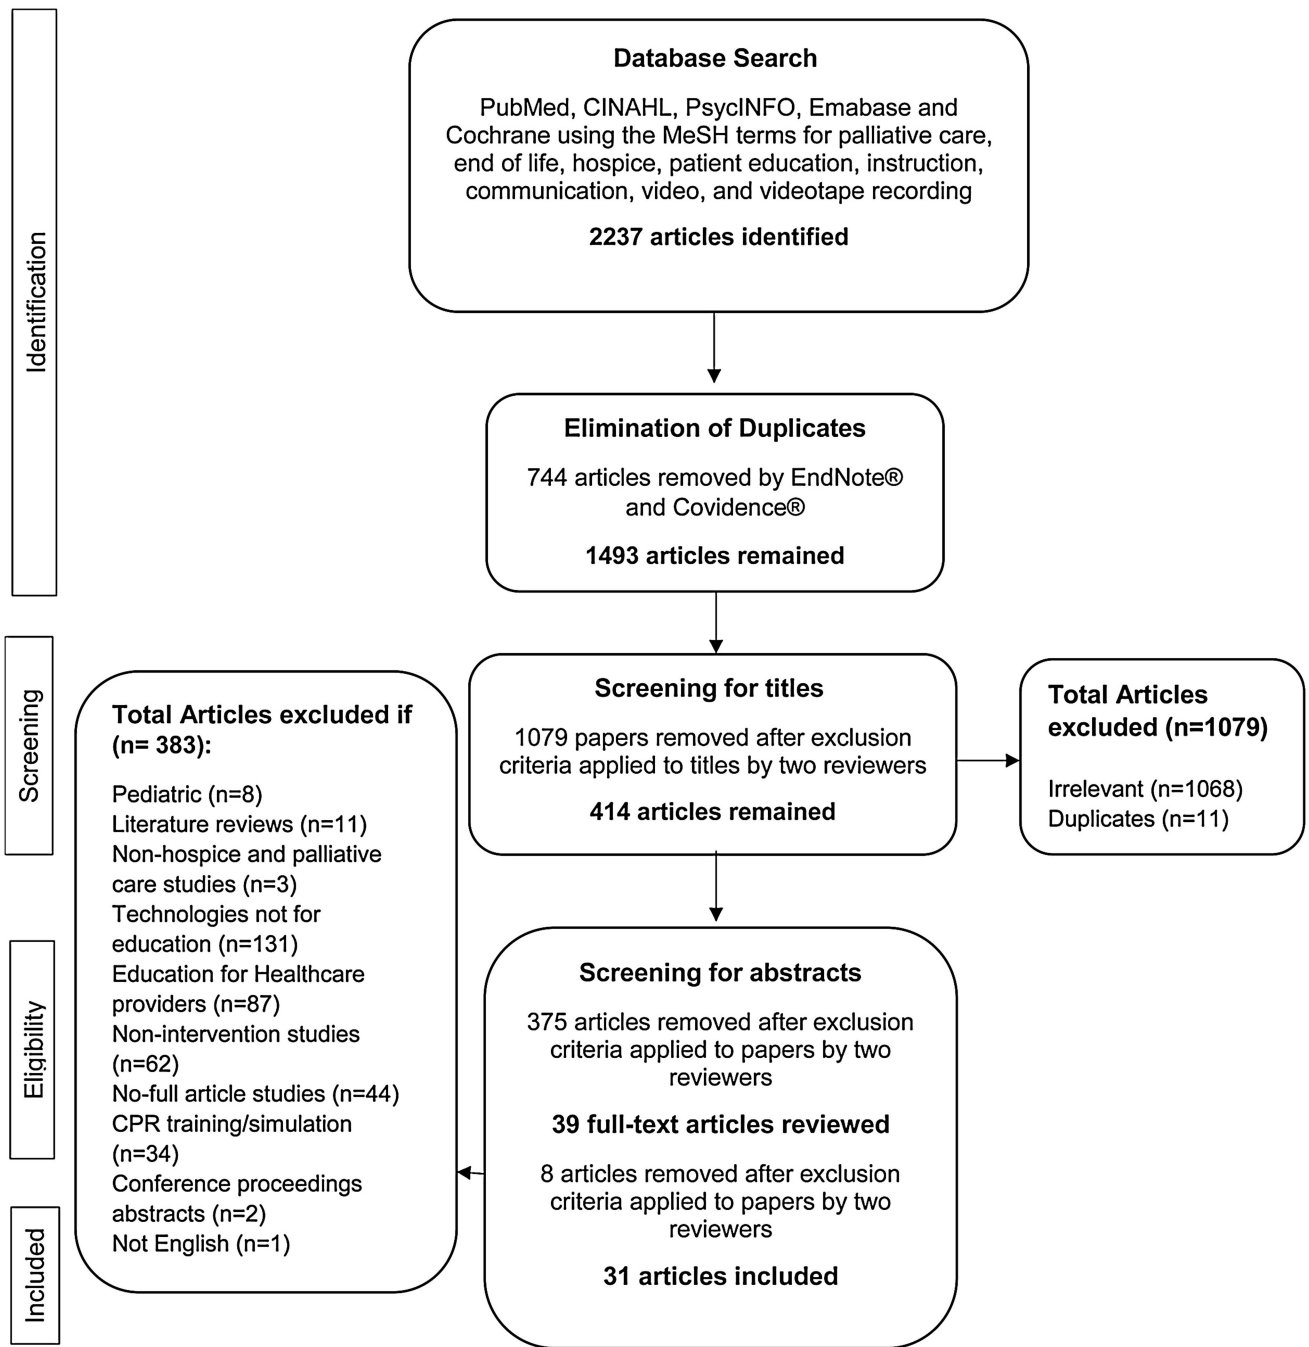 Identification
Database Search
PubMed, CINAHL, PsycINFO, Emabase and
Cochrane using the MeSH terms for palliative care,
end of life, hospice, patient education, instruction,
communication, video, and videotape recording
2237 articles identified
Elimination of Duplicates
744 articles removed by EndNote®
and Covidence®
1493 articles remained
Screening
Screening for titles
1079 papers removed after exclusion
criteria applied to titles by two reviewers
414 articles remained
Total Articles
excluded (n=1079)
Irrelevant (n=1068)
Duplicates (n=11)
Eligibility
Screening for abstracts
375 articles removed after exclusion
criteria applied to papers by two
reviewers
39 full-text articles reviewed
8 articles removed after exclusion
criteria applied to papers by two
reviewers
31 articles included
Total Articles excluded if
(n= 383):
Pediatric (n=8)
Literature reviews (n=11)
Non-hospice and palliative
care studies (n=3)
Technologies not for
education (n=131)
Education for Healthcare
providers (n=87)
Non-intervention studies
(n=62)
No-full article studies (n=44)
CPR training/simulation
(n=34)
Conference proceedings
abstracts (n=2)
Not English (n=1)
Included